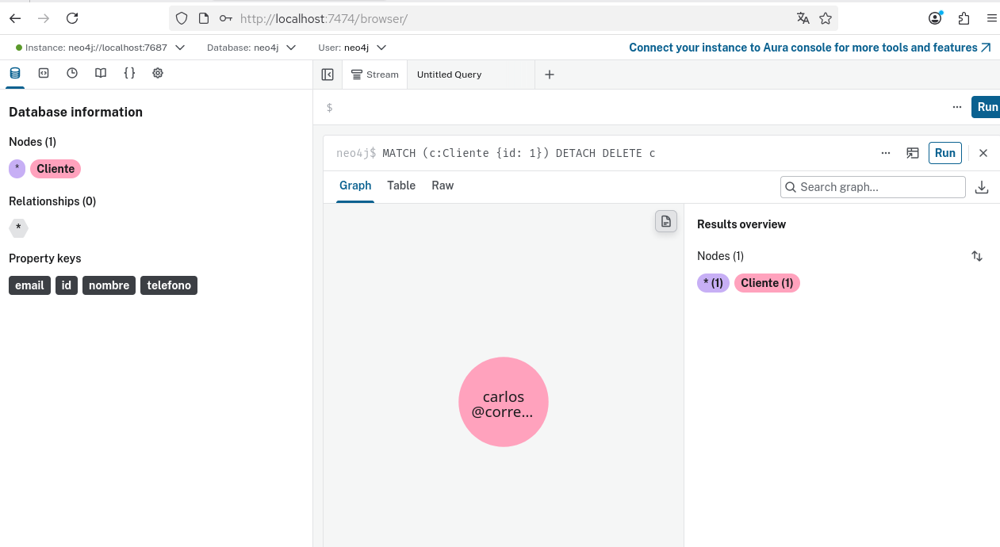 http://localhost:7474/browser/
Instance: neo4j://localhost:7687
Database: neo4j
User: neo4j
Connect your instance to Aura console for more tools and features
Stream
Untitled Query
Database information
Nodes (1)
*
Cliente
Relationships (0)
*
Property keys
email
id
nombre
telefono
$
Run
neo4j$ MATCH (c:Cliente {id: 1}) DETACH DELETE c
Run
Graph
Table
Raw
Search graph...
Results overview
Nodes (1)
* (1)
Cliente (1)
carlos
@corre...